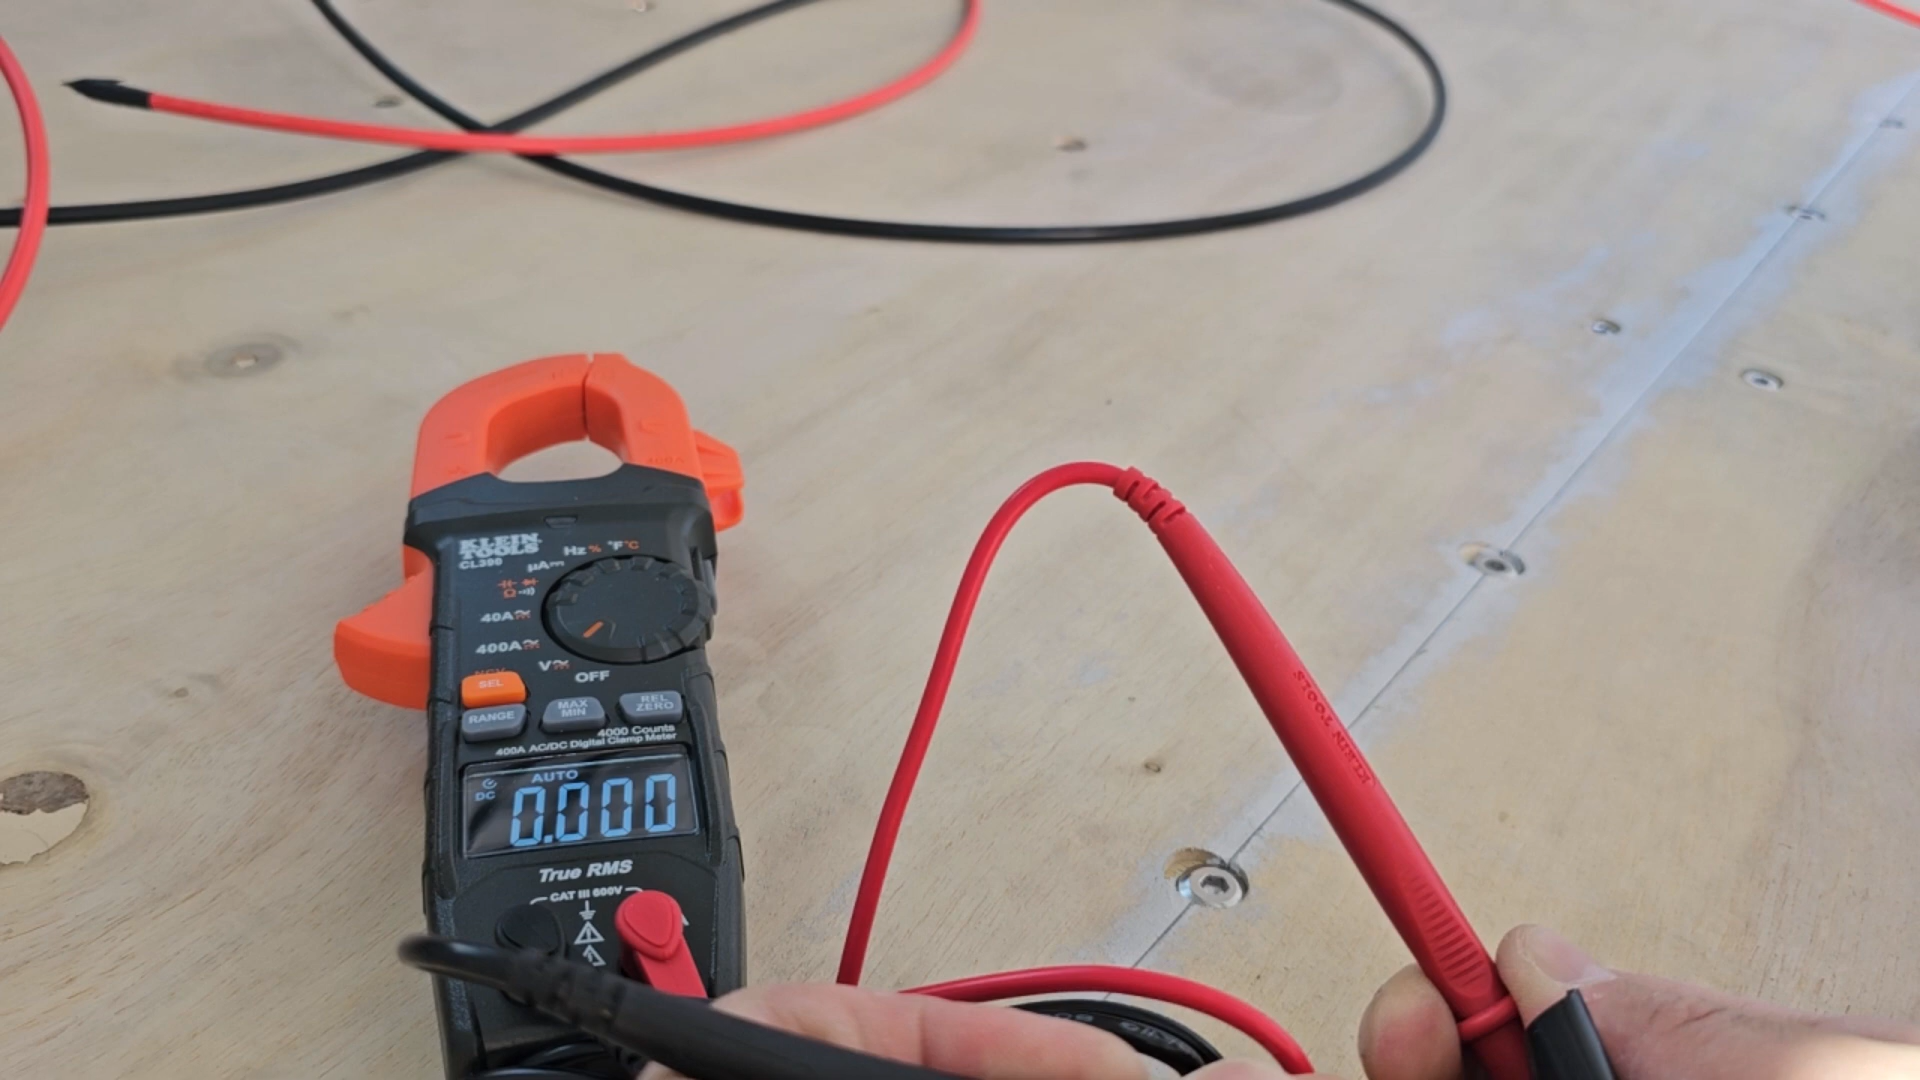 KLEIN
TOOLS
CL390
Hz % °F°C
µA
Ω
40A
400A
V
OFF
NCV
SEL
RANGE
MAX
MIN
REL
ZERO
4000 Counts
400A AC/DC Digital Clamp Meter
AUTO
DC
0.000
True RMS
CAT III 600V
KLEIN TOOLS